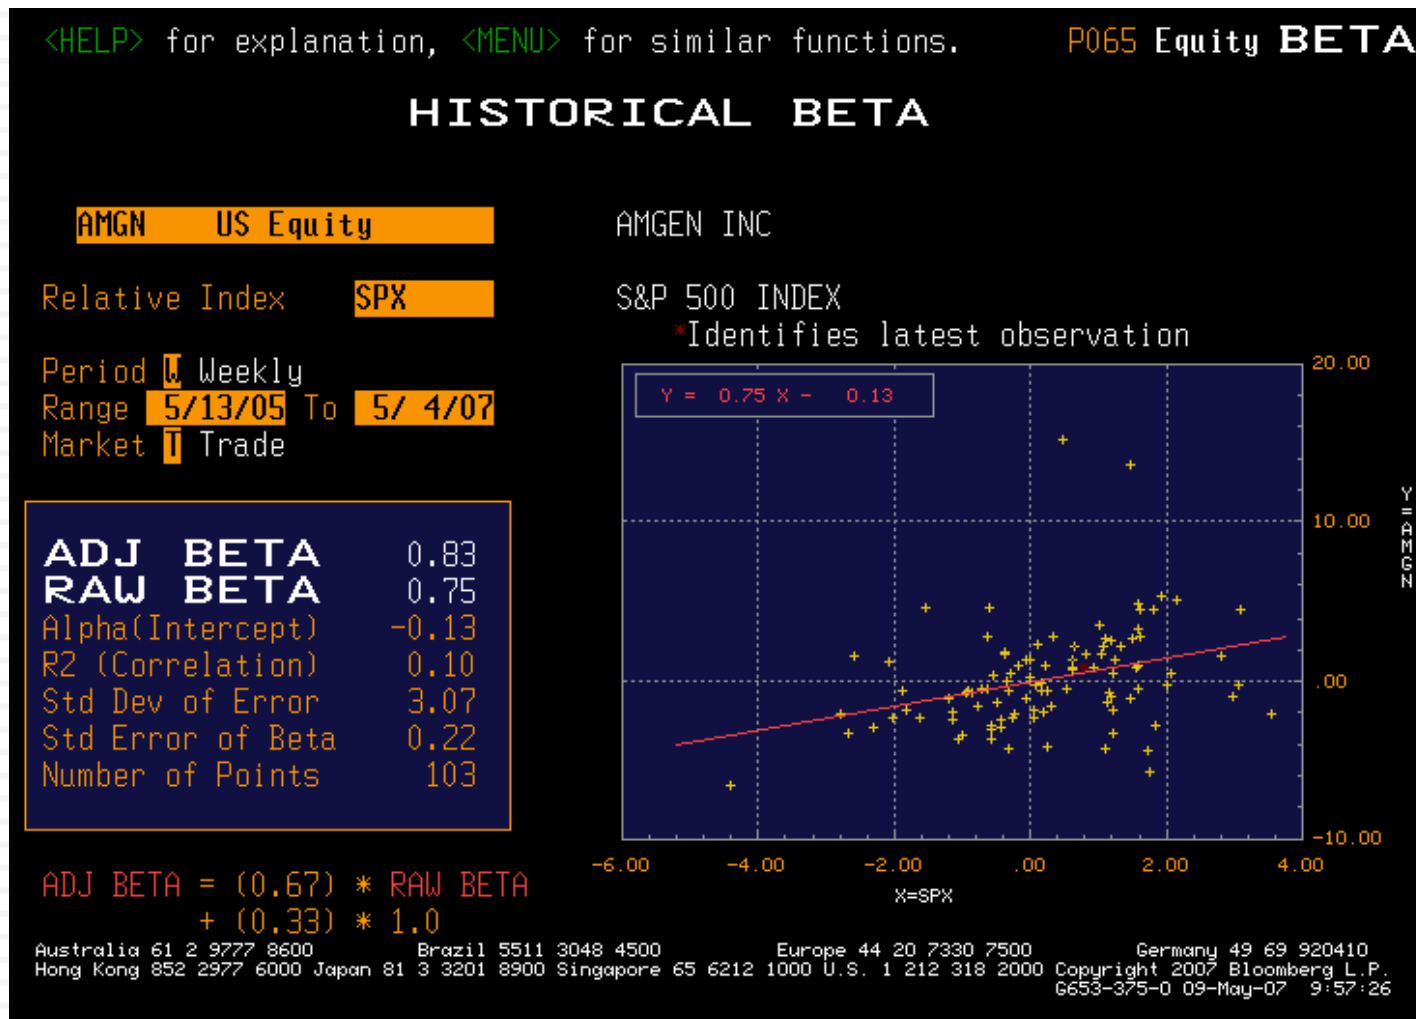 <HELP> for explanation, <MENU> for similar functions. P065 Equity BETA
HISTORICAL BETA
AMGN US Equity AMGEN INC
Relative Index SPX S&P 500 INDEX
*Identifies latest observation
Period W Weekly
Range 5/13/05 To 5/ 4/07
Market T Trade
Y = 0.75 X - 0.13
20.00
10.00
.00
-10.00
Y=AMGN
ADJ BETA 0.83
RAW BETA 0.75
Alpha(Intercept) -0.13
R2 (Correlation) 0.10
Std Dev of Error 3.07
Std Error of Beta 0.22
Number of Points 103
-6.00 -4.00 -2.00 .00 2.00 4.00
X=SPX
ADJ BETA = (0.67) * RAW BETA
+ (0.33) * 1.0
Australia 61 2 9777 8600 Brazil 5511 3048 4500 Europe 44 20 7330 7500 Germany 49 69 920410
Hong Kong 852 2977 6000 Japan 81 3 3201 8900 Singapore 65 6212 1000 U.S. 1 212 318 2000 Copyright 2007 Bloomberg L.P.
G653-375-0 09-May-07 9:57:26